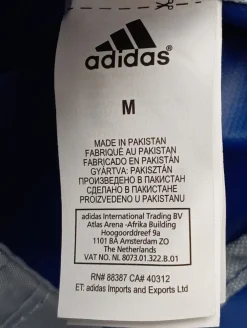 adidas
M
MADE IN PAKISTAN
FABRIQUÉ AU PAKISTAN
FABRICADO EN PAKISTÁN
GYÁRTVA: PAKISZTÁN
ПРОИЗВЕДЕНО В ПАКИСТАН
СДЕЛАНО В ПАКИСТАНЕ
PROIZVEDENO U PAKISTANU
adidas International Trading BV
Atlas Arena -Afrika Building
Hoogoorddreef 9a
1101 BA Amsterdam ZO
The Netherlands
VAT NO. NL 8073.01.322.B.01
RN# 88387 CA# 40312
ET: adidas Imports and Exports Ltd